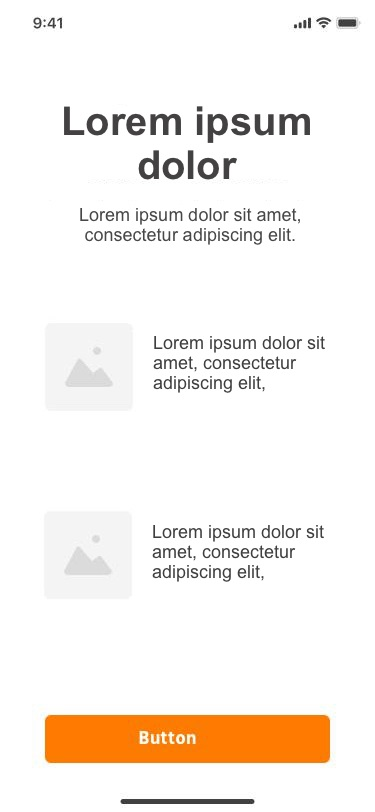 9:41
Lorem ipsum
dolor
Lorem ipsum dolor sit amet,
consectetur adipiscing elit.
Lorem ipsum dolor sit
amet, consectetur
adipiscing elit,
Lorem ipsum dolor sit
amet, consectetur
adipiscing elit,
Button